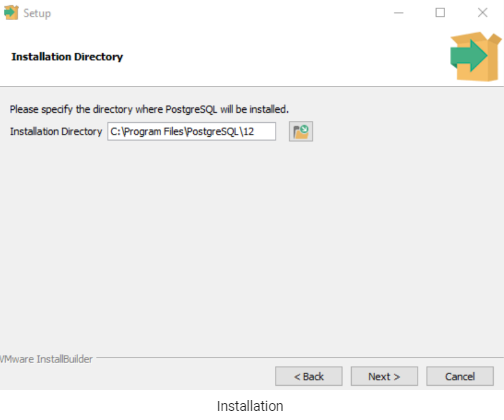 Setup
Installation Directory
Please specify the directory where PostgreSQL will be installed.
Installation Directory C:\Program Files\PostgreSQL\12
VMware InstallBuilder
< Back Next > Cancel
Installation